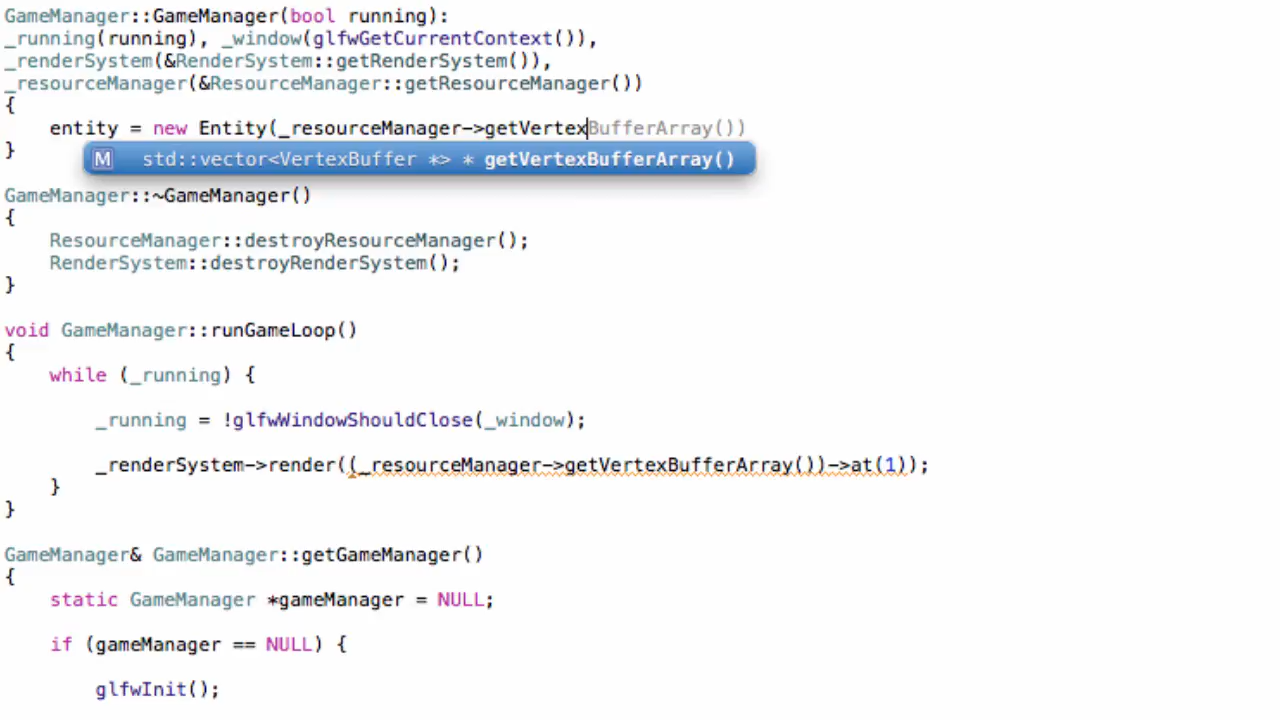 GameManager::GameManager(bool running):
_running(running), _window(glfwGetCurrentContext()),
_renderSystem(&RenderSystem::getRenderSystem()),
_resourceManager(&ResourceManager::getResourceManager())
{
entity = new Entity(_resourceManager->getVertexBufferArray())
}
M std::vector<VertexBuffer *> * getVertexBufferArray()
GameManager::~GameManager()
{
ResourceManager::destroyResourceManager();
RenderSystem::destroyRenderSystem();
}
void GameManager::runGameLoop()
{
while (_running) {
_running = !glfwWindowShouldClose(_window);
_renderSystem->render((_resourceManager->getVertexBufferArray())->at(1));
}
}
GameManager& GameManager::getGameManager()
{
static GameManager *gameManager = NULL;
if (gameManager == NULL) {
glfwInit();